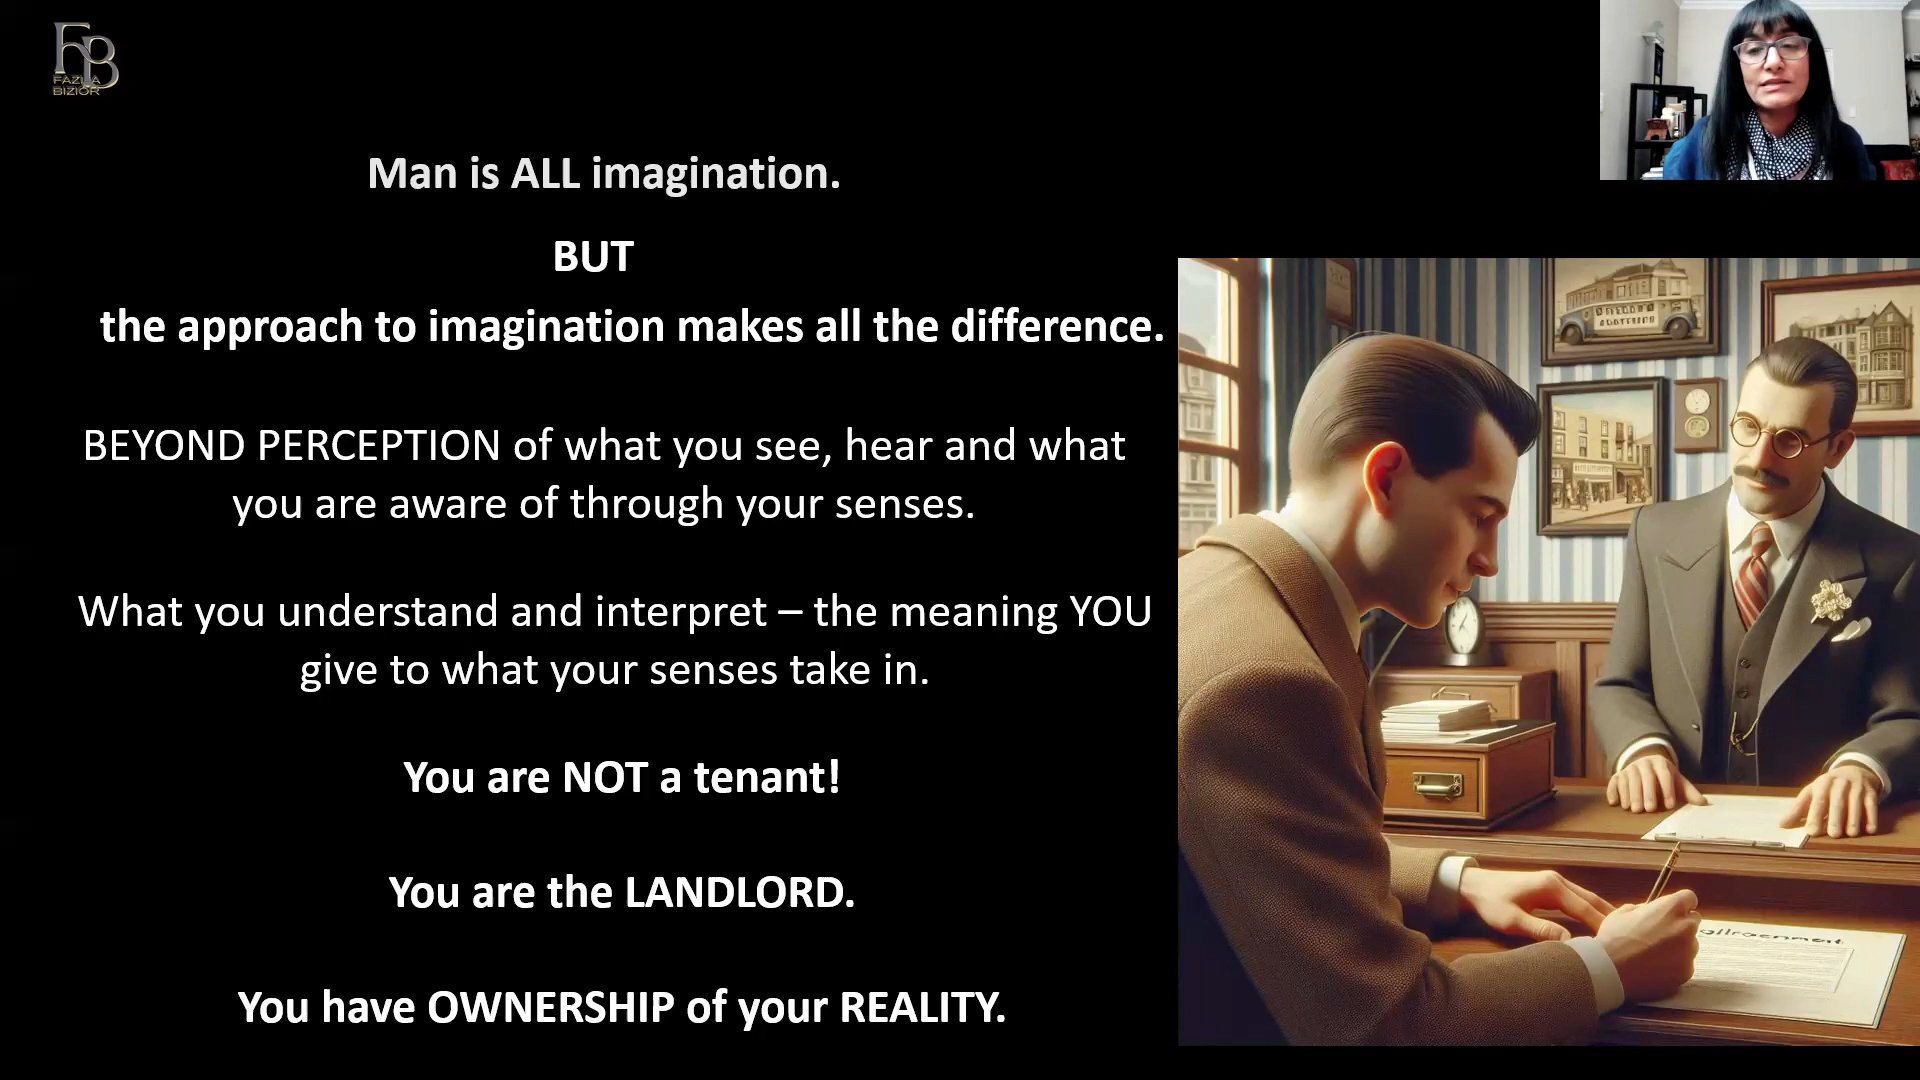 FB
FAZILA
BIZIOR
Man is ALL imagination.
BUT
the approach to imagination makes all the difference.
BEYOND PERCEPTION of what you see, hear and what
you are aware of through your senses.
What you understand and interpret – the meaning YOU
give to what your senses take in.
You are NOT a tenant!
You are the LANDLORD.
You have OWNERSHIP of your REALITY.